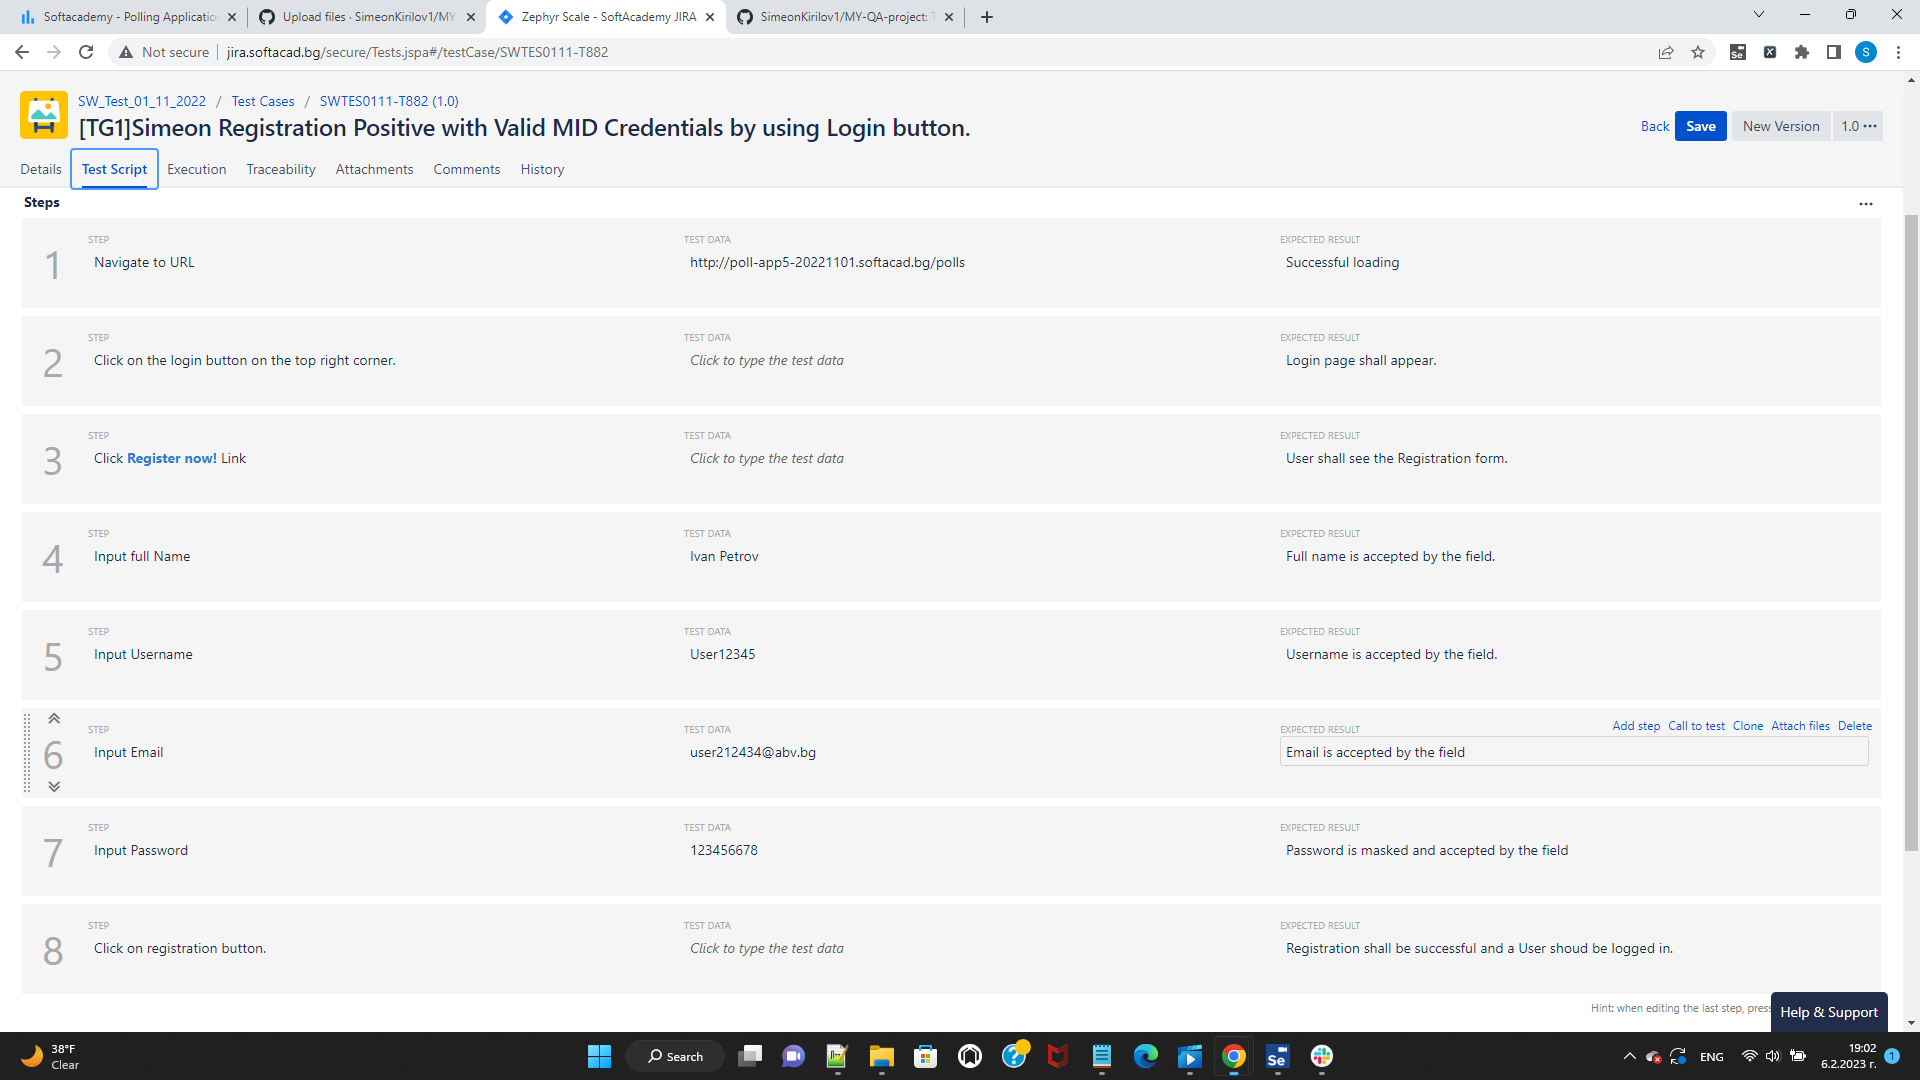 Softacademy - Polling Applicatio
Upload files · SimeonKirilov1/MY
Zephyr Scale - SoftAcademy JIRA
SimeonKirilov1/MY-QA-project: T
Not secure
jira.softacad.bg/secure/Tests.jspa#/testCase/SWTES0111-T882
S
SW_Test_01_11_2022 / Test Cases / SWTES0111-T882 (1.0)
[TG1]Simeon Registration Positive with Valid MID Credentials by using Login button.
Back Save New Version 1.0 ···
Details Test Script Execution Traceability Attachments Comments History
Steps
1
STEP TEST DATA EXPECTED RESULT
Navigate to URL http://poll-app5-20221101.softacad.bg/polls Successful loading
2
STEP TEST DATA EXPECTED RESULT
Click on the login button on the top right corner. Click to type the test data Login page shall appear.
3
STEP TEST DATA EXPECTED RESULT
Click Register now! Link Click to type the test data User shall see the Registration form.
4
STEP TEST DATA EXPECTED RESULT
Input full Name Ivan Petrov Full name is accepted by the field.
5
STEP TEST DATA EXPECTED RESULT
Input Username User12345 Username is accepted by the field.
6
STEP TEST DATA EXPECTED RESULT Add step Call to test Clone Attach files Delete
Input Email user212434@abv.bg Email is accepted by the field
7
STEP TEST DATA EXPECTED RESULT
Input Password 123456678 Password is masked and accepted by the field
8
STEP TEST DATA EXPECTED RESULT
Click on registration button. Click to type the test data Registration shall be successful and a User shoud be logged in.
Hint: when editing the last step, press
Help & Support
38°F
Clear
Search
Se
ENG
19:02
6.2.2023 г.
1